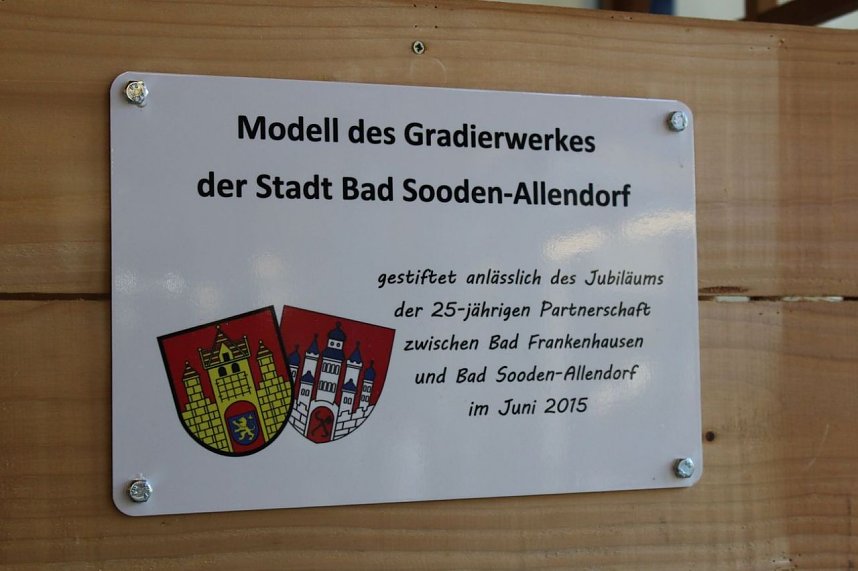 Modell des Gradierwerkes
der Stadt Bad Sooden-Allendorf
gestiftet anlässlich des Jubiläums
der 25-jährigen Partnerschaft
zwischen Bad Frankenhausen
und Bad Sooden-Allendorf
im Juni 2015